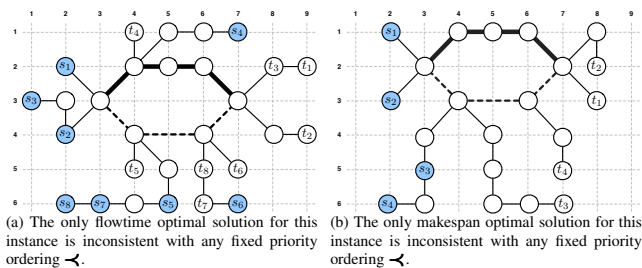 1 2 3 4 5 6 7 8 9
1 t₄ s₄
2 s₁ t₃ t₁
3 s₃
4 s₂ t₂
5 t₅ t₈ t₆
6 s₈ s₇ s₅ t₇ s₆
(a) The only flowtime optimal solution for this
instance is inconsistent with any fixed priority
ordering ≺.
1 2 3 4 5 6 7 8 9
1 s₁
2 t₂
3 s₂ t₁
4
5 s₃ t₄
6 s₄ t₃
(b) The only makespan optimal solution for this
instance is inconsistent with any fixed priority
ordering ≺.